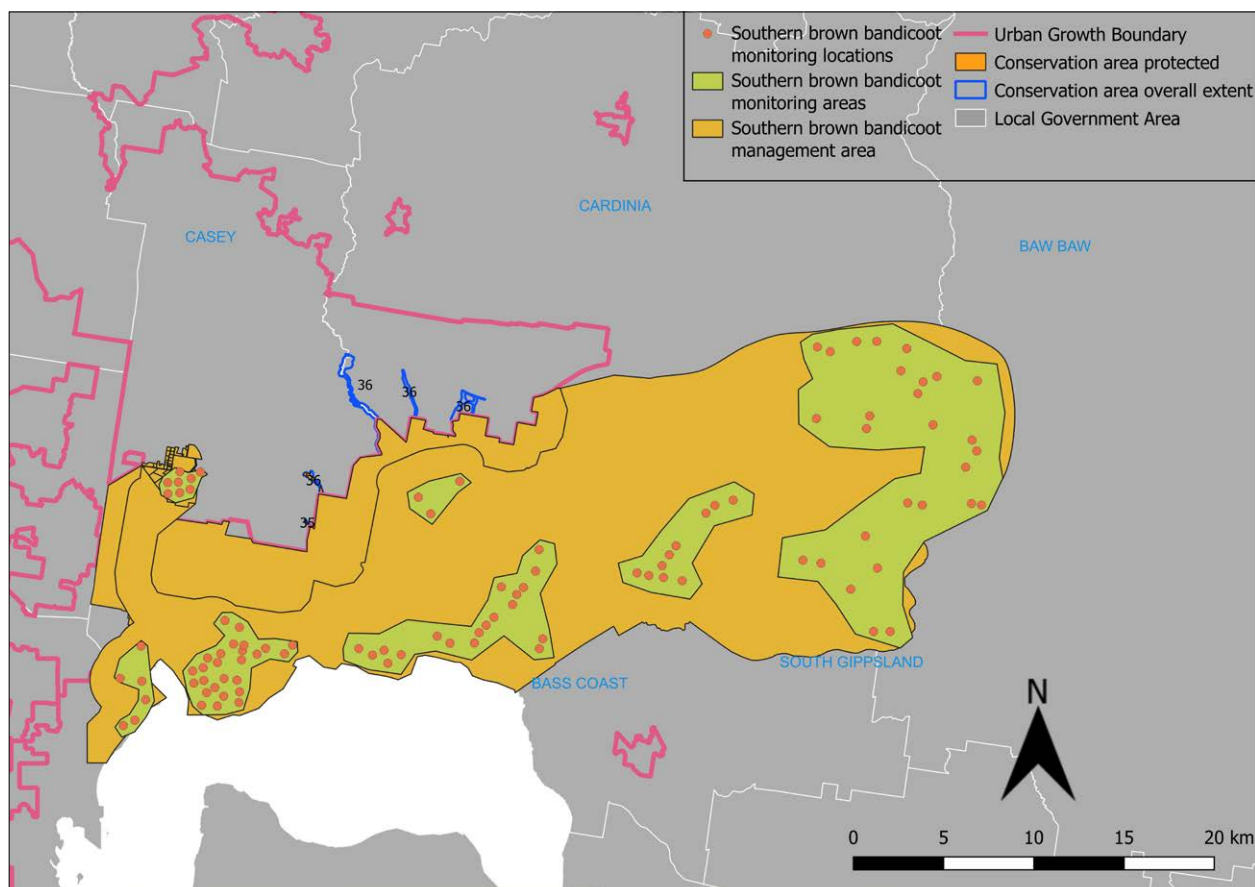 Southern brown bandicoot
monitoring locations
Southern brown bandicoot
monitoring areas
Southern brown bandicoot
management area
Urban Growth Boundary
Conservation area protected
Conservation area overall extent
Local Government Area
CARDINIA
CASEY
BAW BAW
36
36
36
36
35
SOUTH GIPPSLAND
BASS COAST
N
0 5 10 15 20 km